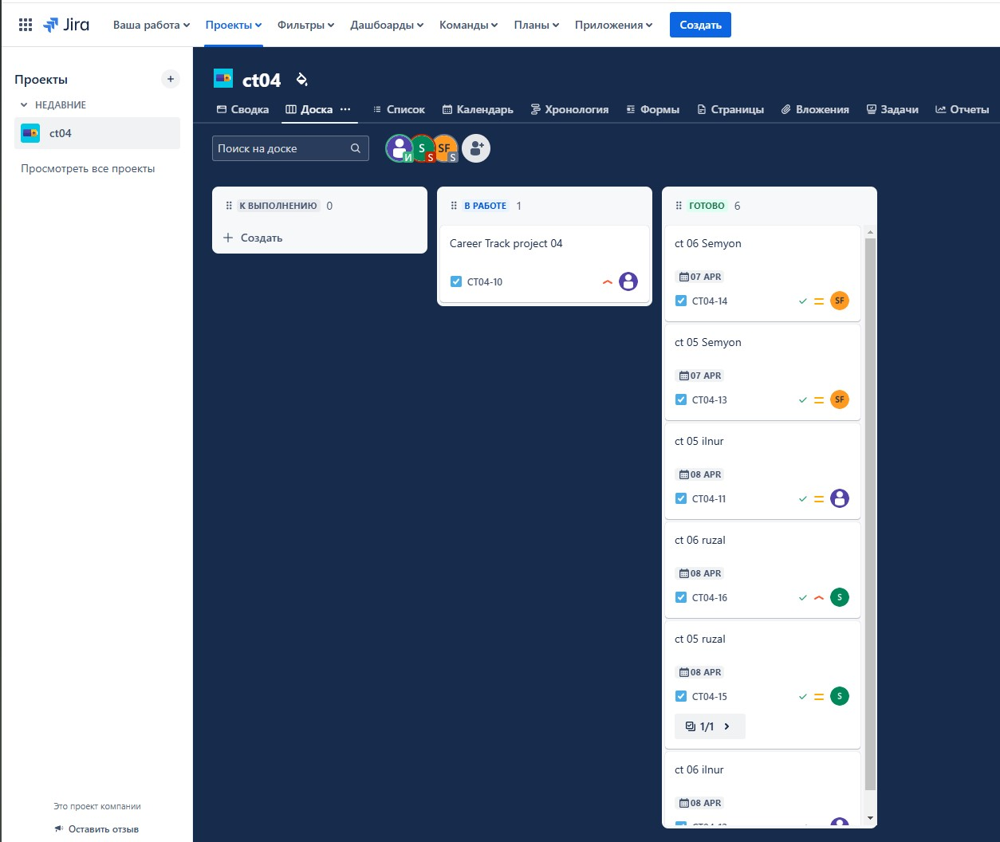 Jira
Ваша работа
Проекты
Фильтры
Дашбоарды
Команды
Планы
Приложения
Создать
Проекты
НЕДАВНИЕ
ct04
Просмотреть все проекты
Это проект компании
Оставить отзыв
ct04
Сводка
Доска
Список
Календарь
Хронология
Формы
Страницы
Вложения
Задачи
Отчеты
Поиск на доске
И
S
S
SF
S
К ВЫПОЛНЕНИЮ 0
Создать
В РАБОТЕ 1
Career Track project 04
CT04-10
ГОТОВО 6
ct 06 Semyon
07 APR
CT04-14
SF
ct 05 Semyon
07 APR
CT04-13
SF
ct 05 ilnur
08 APR
CT04-11
ct 06 ruzal
08 APR
CT04-16
S
ct 05 ruzal
08 APR
CT04-15
S
1/1
ct 06 ilnur
08 APR